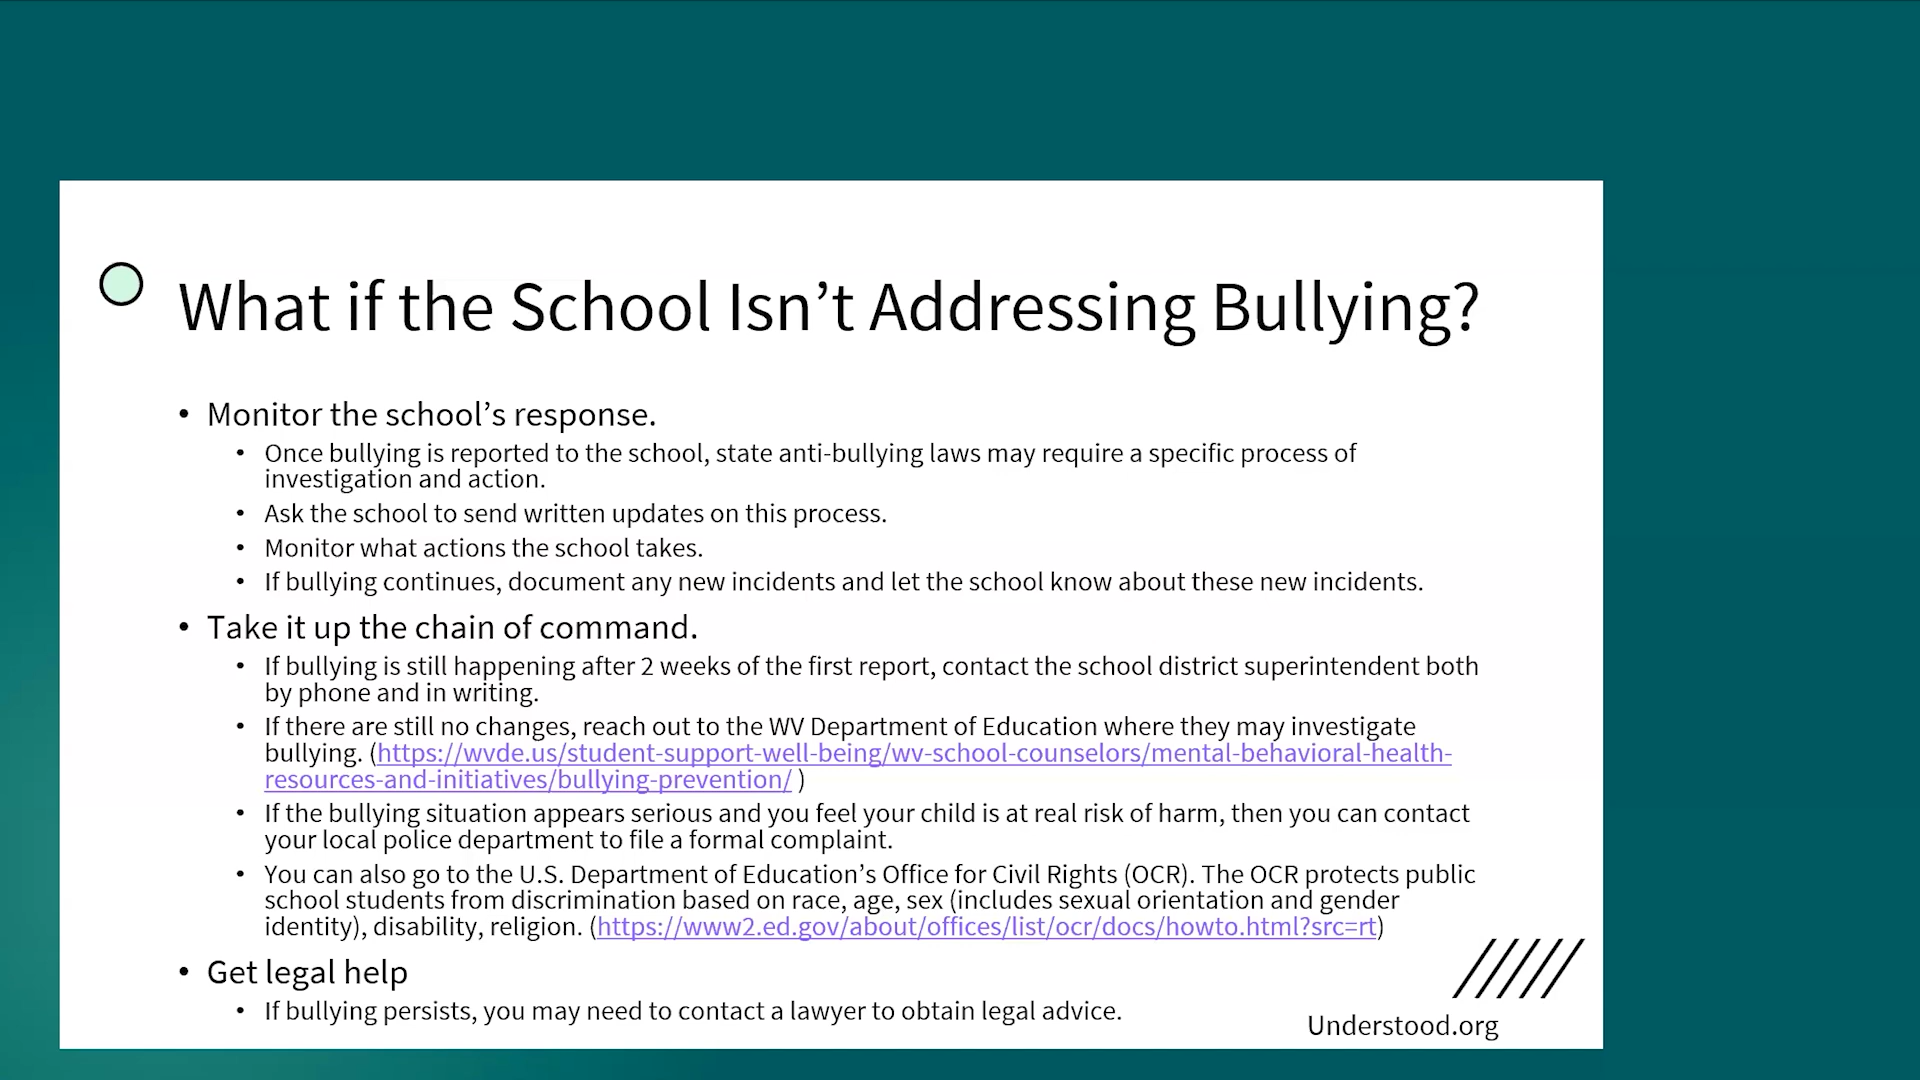 What if the School Isn’t Addressing Bullying?
• Monitor the school’s response.
• Once bullying is reported to the school, state anti-bullying laws may require a specific process of
investigation and action.
• Ask the school to send written updates on this process.
• Monitor what actions the school takes.
• If bullying continues, document any new incidents and let the school know about these new incidents.
• Take it up the chain of command.
• If bullying is still happening after 2 weeks of the first report, contact the school district superintendent both
by phone and in writing.
• If there are still no changes, reach out to the WV Department of Education where they may investigate
bullying. (https://wvde.us/student-support-well-being/wv-school-counselors/mental-behavioral-health-
resources-and-initiatives/bullying-prevention/ )
• If the bullying situation appears serious and you feel your child is at real risk of harm, then you can contact
your local police department to file a formal complaint.
• You can also go to the U.S. Department of Education’s Office for Civil Rights (OCR). The OCR protects public
school students from discrimination based on race, age, sex (includes sexual orientation and gender
identity), disability, religion. (https://www2.ed.gov/about/offices/list/ocr/docs/howto.html?src=rt)
• Get legal help
• If bullying persists, you may need to contact a lawyer to obtain legal advice.
Understood.org